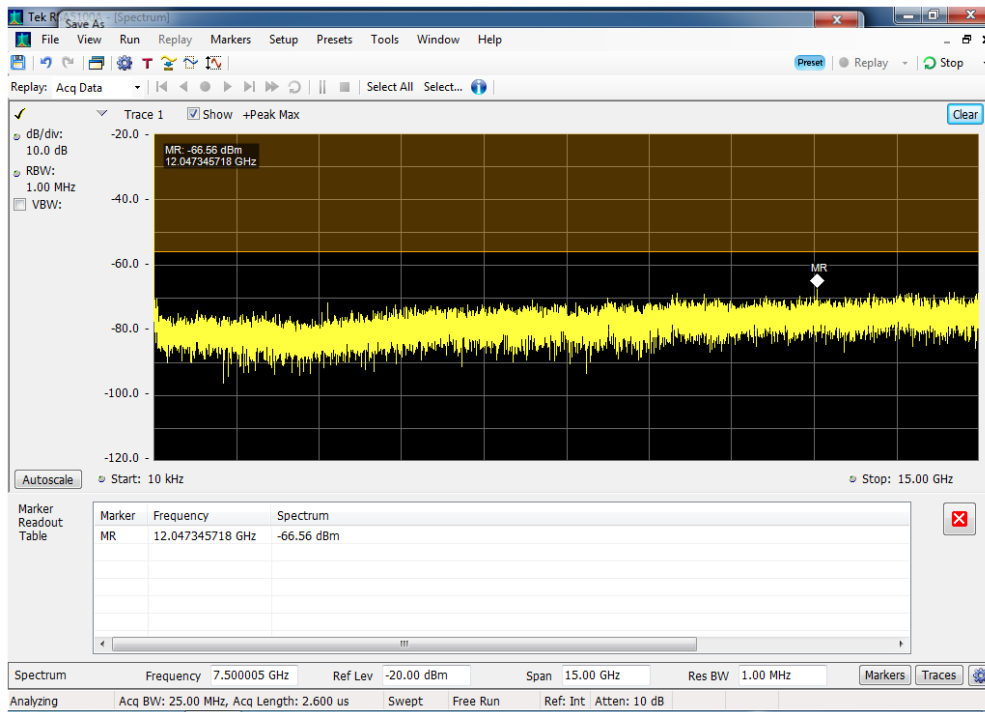 Tek RSA5100A - [Spectrum]
Save As
File View Run Replay Markers Setup Presets Tools Window Help
Preset Replay Stop
Replay: Acq Data Select All Select...
Trace 1 Show +Peak Max Clear
dB/div:
10.0 dB
RBW:
1.00 MHz
VBW:
-20.0
MR: -66.56 dBm
12.047345718 GHz
-40.0
-60.0
MR
-80.0
-100.0
-120.0
Autoscale Start: 10 kHz Stop: 15.00 GHz
Marker
Readout
Table
Marker Frequency Spectrum
MR 12.047345718 GHz -66.56 dBm
Spectrum Frequency 7.500005 GHz Ref Lev -20.00 dBm Span 15.00 GHz Res BW 1.00 MHz Markers Traces
Analyzing Acq BW: 25.00 MHz, Acq Length: 2.600 us Swept Free Run Ref: Int Atten: 10 dB